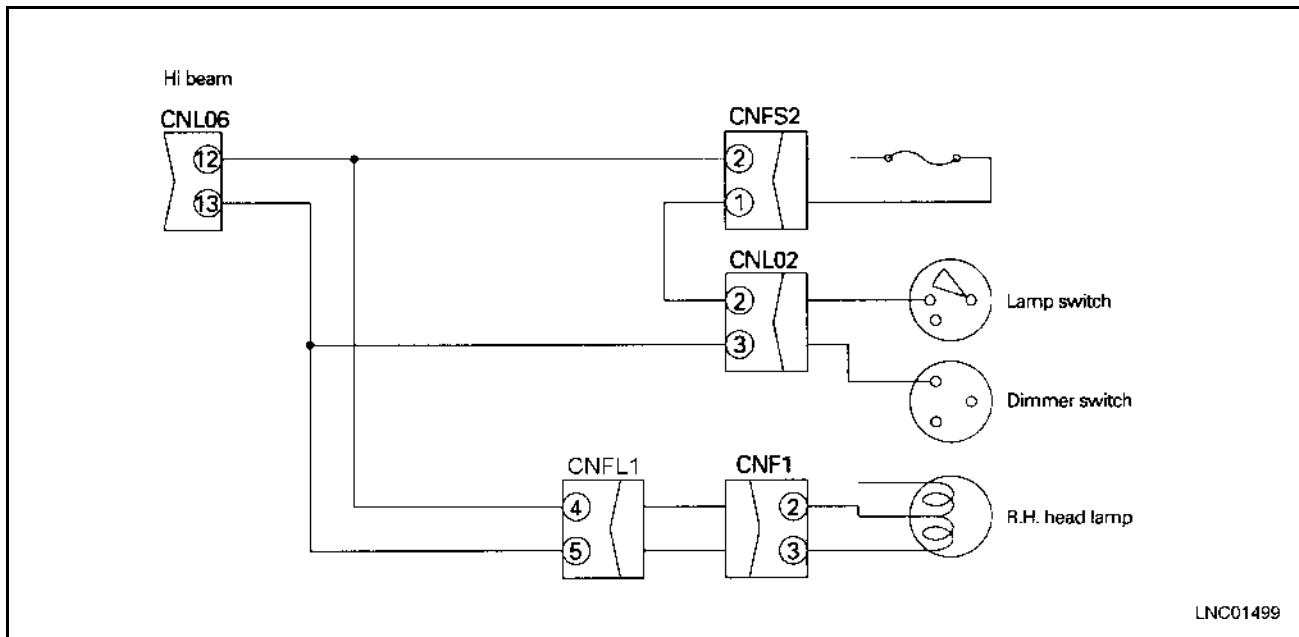 Hi beam
CNL06
12
13
CNFS2
2
1
CNL02
2
3
Lamp switch
Dimmer switch
CNFL1
4
5
CNF1
2
3
R.H. head lamp
LNC01499